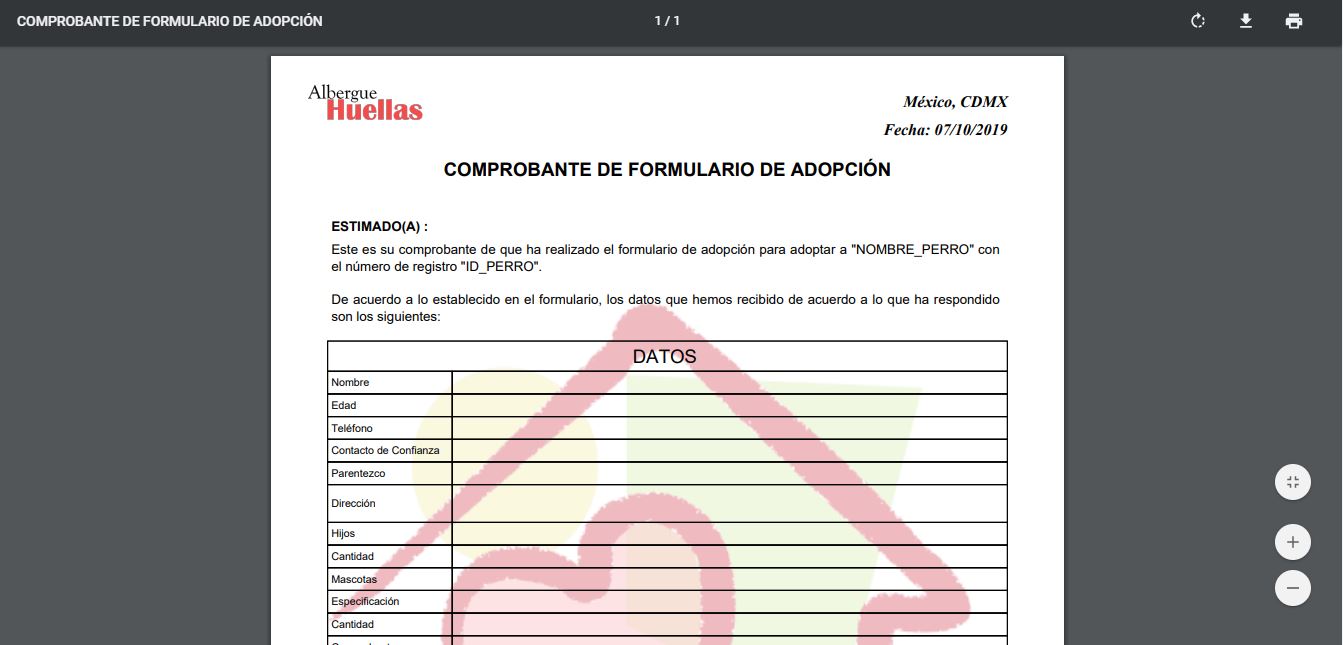 COMPROBANTE DE FORMULARIO DE ADOPCIÓN
1 / 1
Albergue
Huellas
México, CDMX
Fecha: 07/10/2019
COMPROBANTE DE FORMULARIO DE ADOPCIÓN
ESTIMADO(A) :
Este es su comprobante de que ha realizado el formulario de adopción para adoptar a "NOMBRE_PERRO" con
el número de registro "ID_PERRO".
De acuerdo a lo establecido en el formulario, los datos que hemos recibido de acuerdo a lo que ha respondido
son los siguientes:
DATOS
Nombre
Edad
Teléfono
Contacto de Confianza
Parentezco
Dirección
Hijos
Cantidad
Mascotas
Especificación
Cantidad